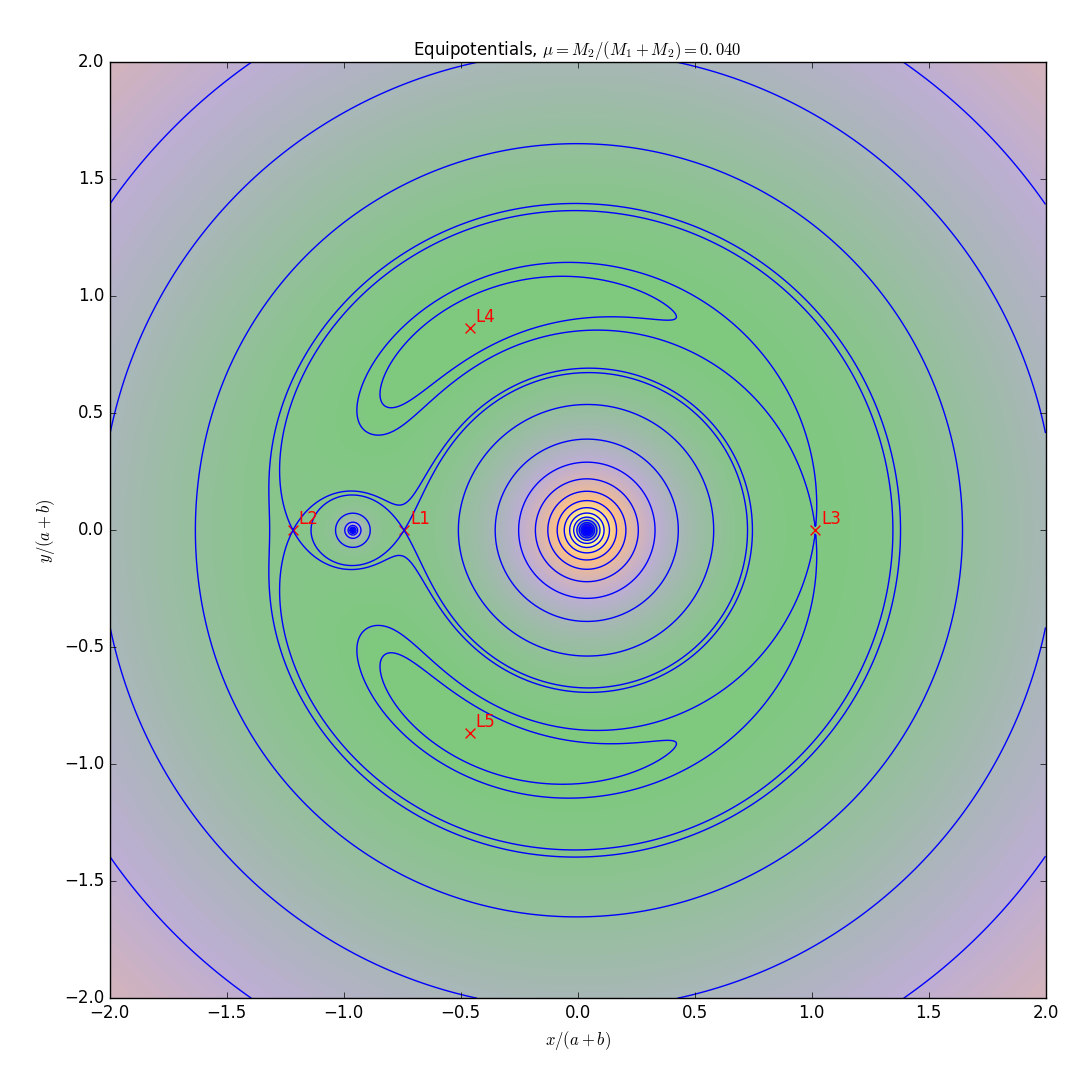 Equipotentials, μ = M₂/(M₁ + M₂) = 0.040
2.0
1.5
1.0
0.5
0.0
−0.5
−1.0
−1.5
−2.0
y/(a + b)
L4
L2
L1
L3
L5
−2.0 −1.5 −1.0 −0.5 0.0 0.5 1.0 1.5 2.0
x/(a + b)